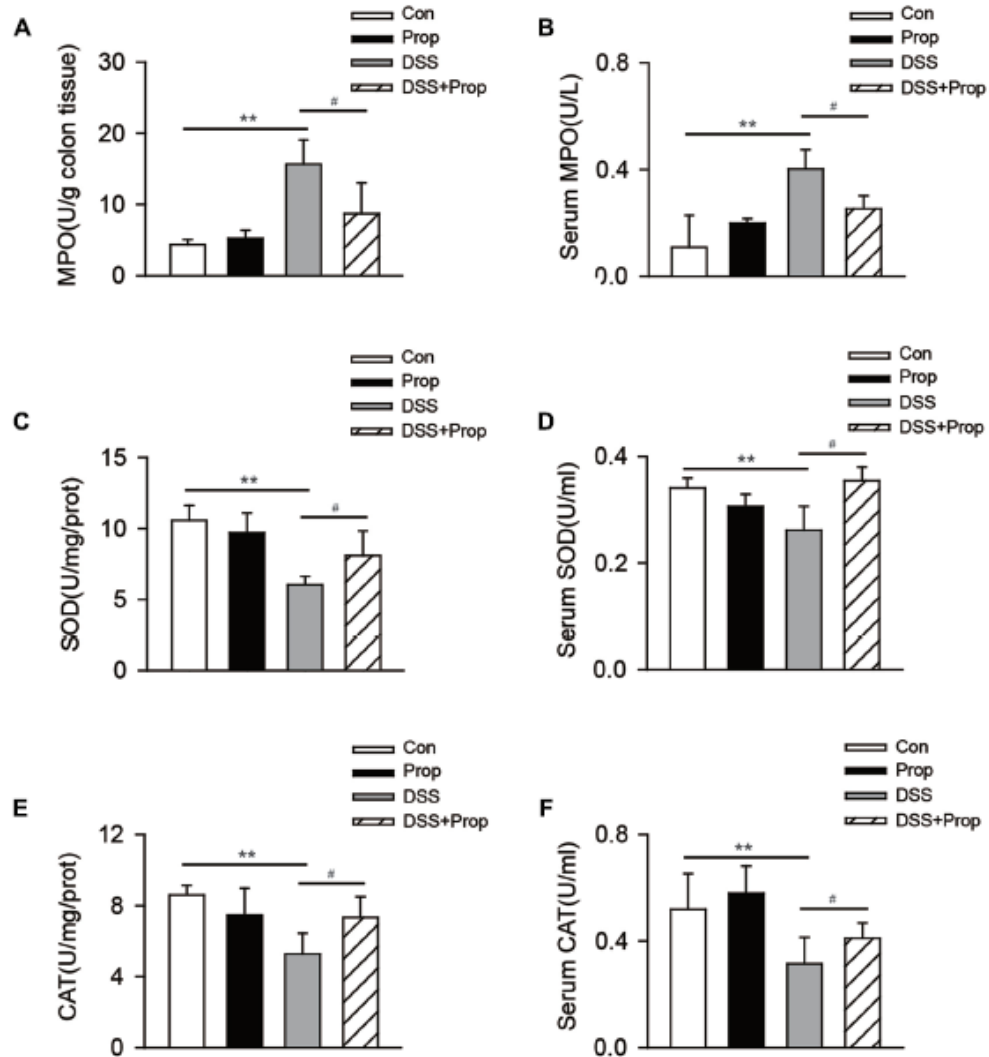 A
Con
Prop
DSS
DSS+Prop
MPO(U/g colon tissue)
30
20
10
0
**
#
B
Con
Prop
DSS
DSS+Prop
Serum MPO(U/L)
0.8
0.4
0.0
**
#
C
Con
Prop
DSS
DSS+Prop
SOD(U/mg/prot)
15
10
5
0
**
#
D
Con
Prop
DSS
DSS+Prop
Serum SOD(U/ml)
0.4
0.2
0.0
**
#
E
Con
Prop
DSS
DSS+Prop
CAT(U/mg/prot)
12
8
4
0
**
#
F
Con
Prop
DSS
DSS+Prop
Serum CAT(U/ml)
0.8
0.4
0.0
**
#